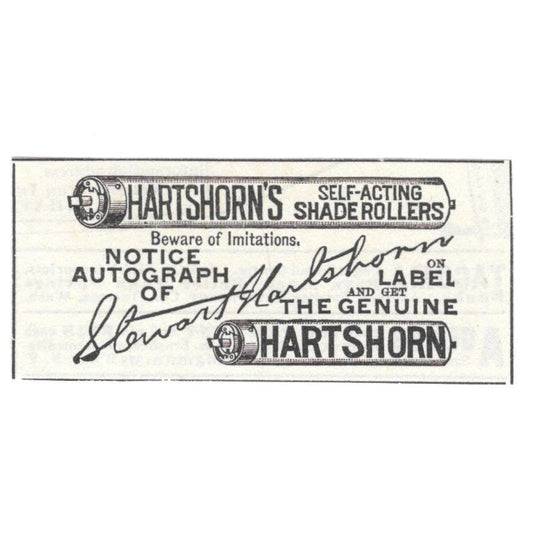 HARTSHORN'S SELF-ACTING SHADE ROLLERS
Beware of Imitations.
NOTICE
AUTOGRAPH
OF
Stewart Hartshorn
ON
LABEL
AND GET
THE GENUINE
HARTSHORN